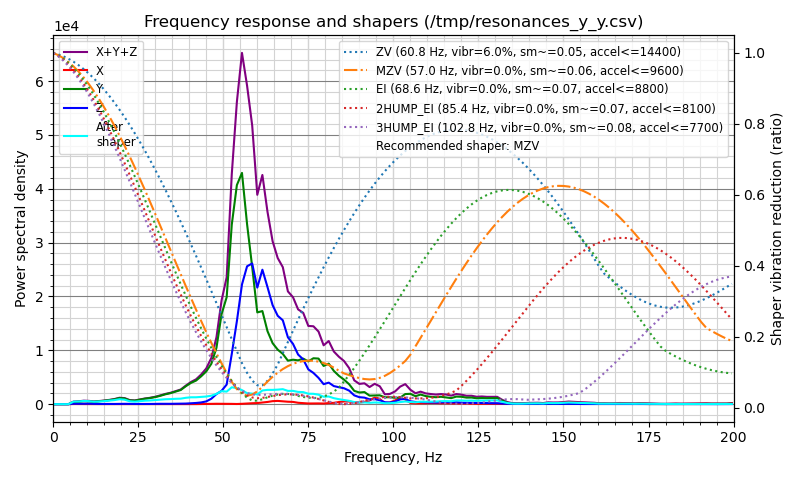 Frequency response and shapers (/tmp/resonances_y_y.csv)
1e4
X+Y+Z
X
Y
Z
After
shaper
ZV (60.8 Hz, vibr=6.0%, sm~=0.05, accel<=14400)
MZV (57.0 Hz, vibr=0.0%, sm~=0.06, accel<=9600)
EI (68.6 Hz, vibr=0.0%, sm~=0.07, accel<=8800)
2HUMP_EI (85.4 Hz, vibr=0.0%, sm~=0.07, accel<=8100)
3HUMP_EI (102.8 Hz, vibr=0.0%, sm~=0.08, accel<=7700)
Recommended shaper: MZV
Power spectral density
6
5
4
3
2
1
0
1.0
0.8
0.6
0.4
0.2
0.0
Shaper vibration reduction (ratio)
0 25 50 75 100 125 150 175 200
Frequency, Hz